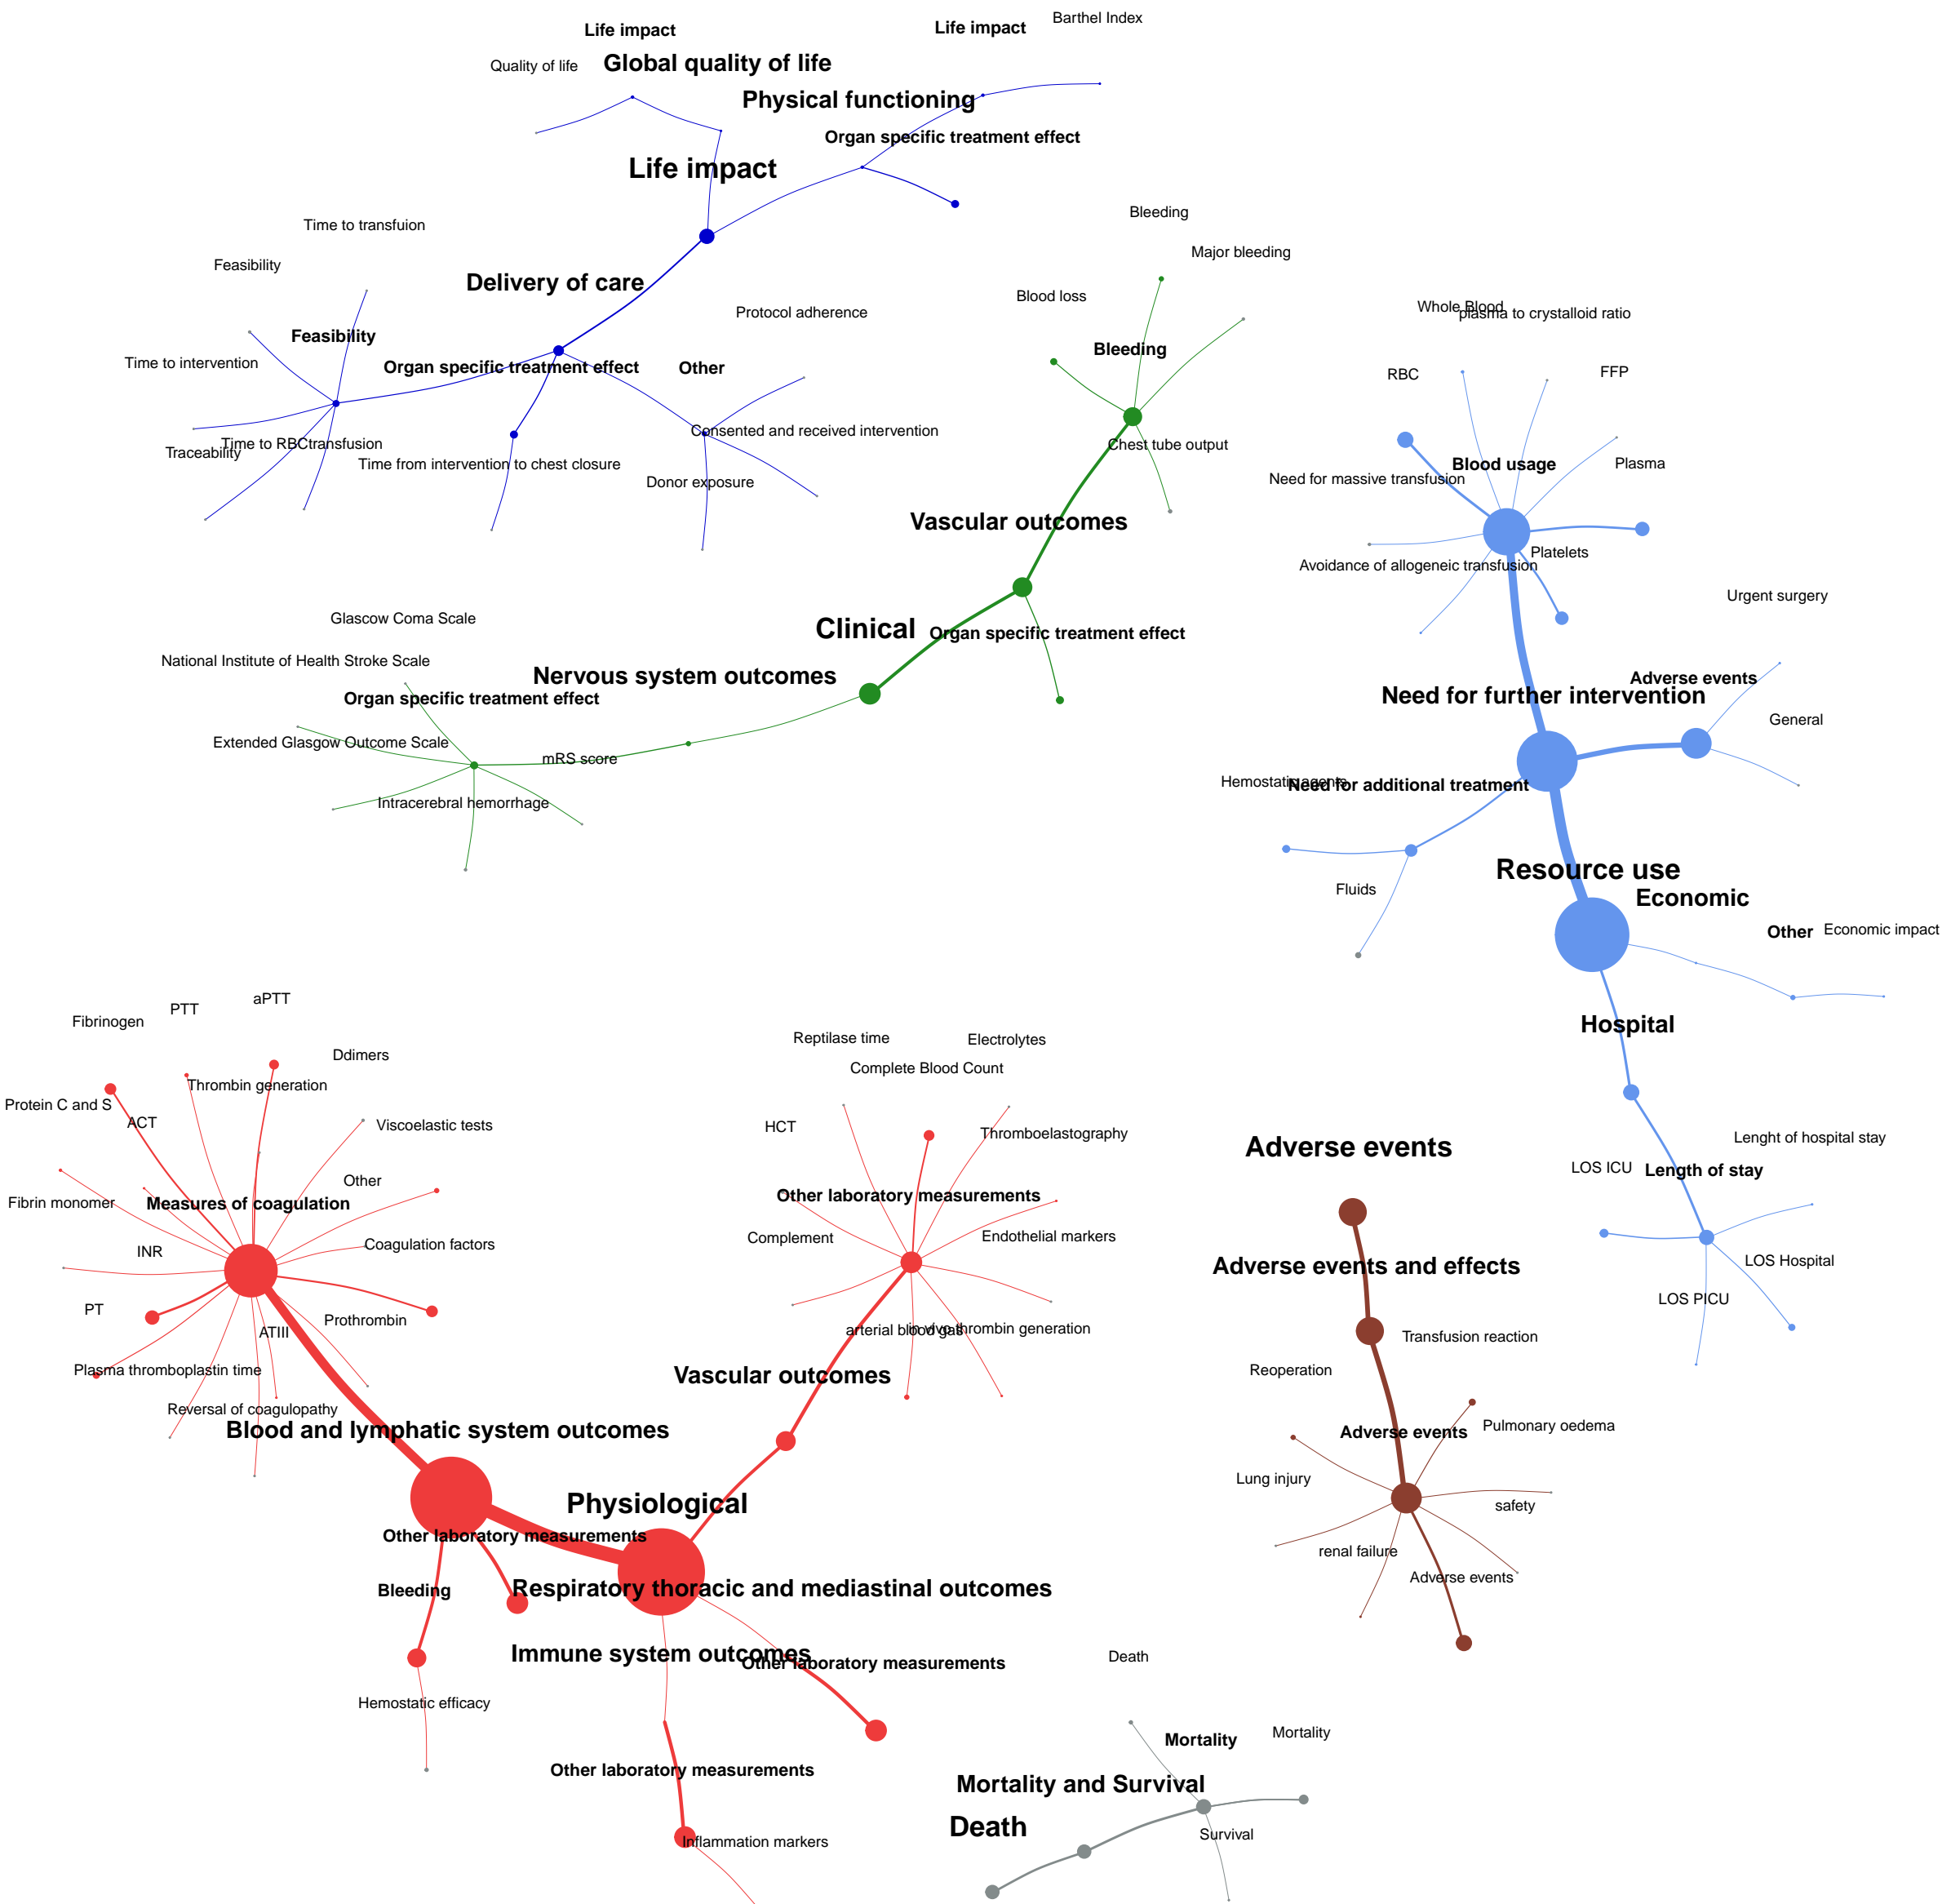 Barthel Index
Life impact
Life impact
Quality of life
Global quality of life
Physical functioning
Organ specific treatment effect
Life impact
Time to transfuion
Feasibility
Delivery of care
Protocol adherence
Feasibility
Time to intervention
Organ specific treatment effect
Other
Consented and received intervention
Time to RBCtransfusion
Traceability
Time from intervention to chest closure
Donor exposure
Bleeding
Major bleeding
Blood loss
Bleeding
Chest tube output
Vascular outcomes
Clinical
Organ specific treatment effect
Glascow Coma Scale
National Institute of Health Stroke Scale
Nervous system outcomes
Organ specific treatment effect
Extended Glasgow Outcome Scale
mRS score
Intracerebral hemorrhage
Whole Blood
plasma to crystalloid ratio
RBC
FFP
Blood usage
Plasma
Need for massive transfusion
Platelets
Avoidance of allogeneic transfusion
Urgent surgery
Adverse events
Need for further intervention
General
Hemostatic agents
Need for additional treatment
Resource use
Fluids
Economic
Other
Economic impact
Hospital
Lenght of hospital stay
LOS ICU
Length of stay
LOS Hospital
LOS PICU
aPTT
PTT
Fibrinogen
Ddimers
Thrombin generation
Protein C and S
ACT
Viscoelastic tests
Other
Fibrin monomer
Measures of coagulation
Coagulation factors
INR
PT
Prothrombin
ATIII
Plasma thromboplastin time
Reversal of coagulopathy
Blood and lymphatic system outcomes
Reptilase time
Electrolytes
Complete Blood Count
HCT
Thromboelastography
Other laboratory measurements
Complement
Endothelial markers
arterial blood gas
in vivo thrombin generation
Vascular outcomes
Physiological
Other laboratory measurements
Bleeding
Respiratory thoracic and mediastinal outcomes
Immune system outcomes
Other laboratory measurements
Hemostatic efficacy
Other laboratory measurements
Inflammation markers
Adverse events
Adverse events and effects
Transfusion reaction
Reoperation
Adverse events
Pulmonary oedema
Lung injury
safety
renal failure
Adverse events
Death
Mortality
Mortality
Mortality and Survival
Death
Survival